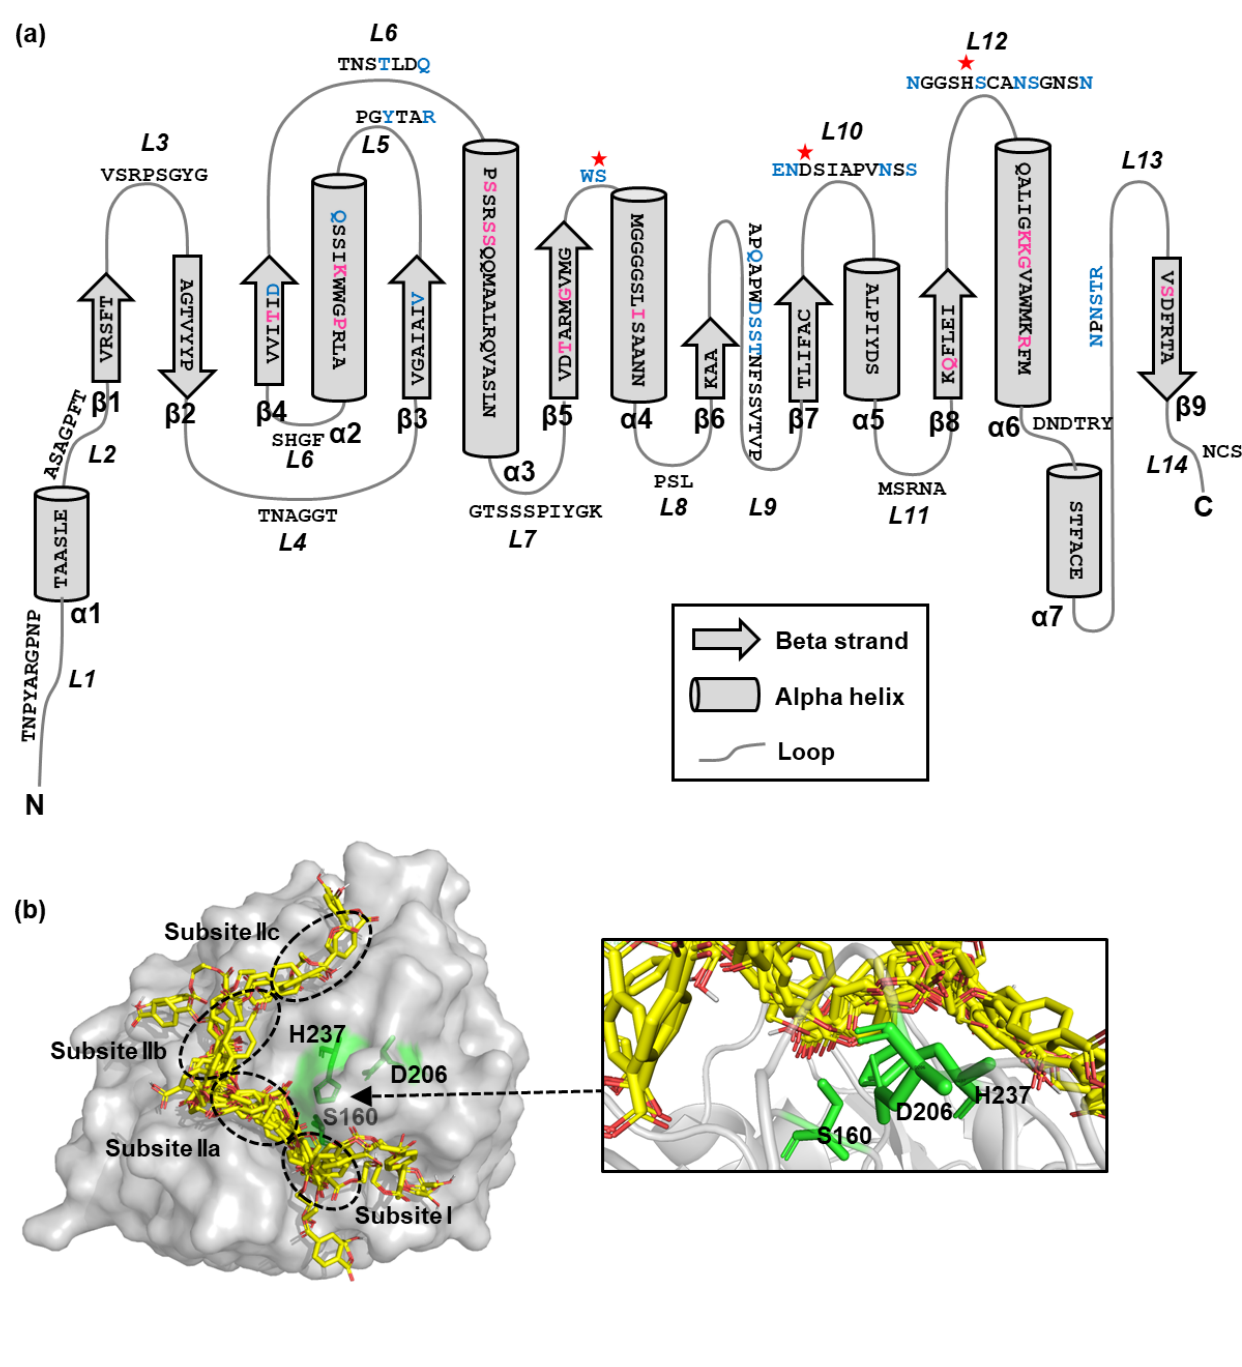 (a)
L6
TNSTLDQ
L12
NGGSHSCANSGNSN
PGYTAR
L5
L3
VSRPSGYG
WS
L10
ENDSIAPVNSS
L13
VRSFT
β1
AGTVYYYP
β2
VVITID
β4
QSSIKWWGPRLA
α2
VGAIAIV
β3
PSSRSSQQMAALRQVASIN
α3
VDTARMGVMG
β5
MGGGGSLISAANN
α4
KAA
β6
APQAPWDSSTNFSSVTVP
TLIFAC
β7
ALPIYDS
α5
KQFLEI
β8
QALIGKKGVAWMKRFM
α6
NPNSTR
VSDFRTA
β9
ASAGPFT
L2
SHGF
L6
DNDTRY
NCS
L14
C
PSL
L8
L9
MSRNA
L11
TNAGGT
L4
GTSSSPIYGK
L7
TAASLE
α1
STFACE
α7
TNPYARGPNP
L1
N
Beta strand
Alpha helix
Loop
(b)
Subsite IIc
Subsite IIb
Subsite IIa
Subsite I
H237
D206
S160
S160
D206
H237